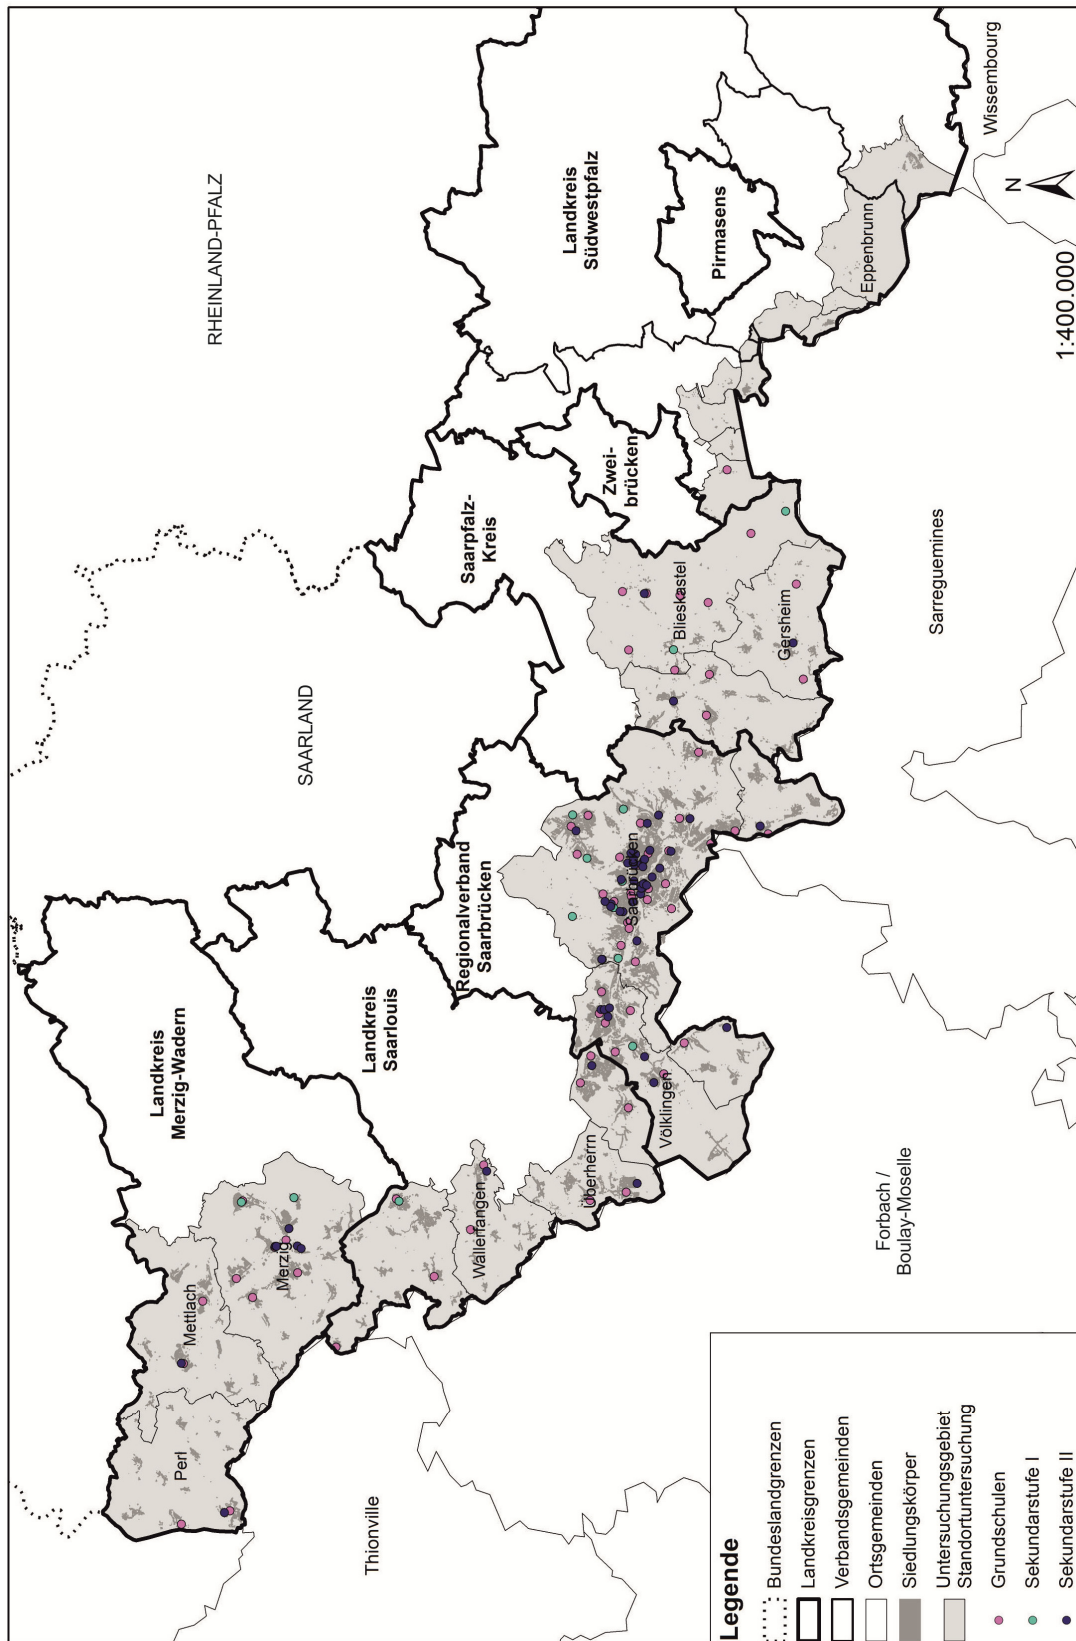 RHEINLAND-PFALZ
SAARLAND
Landkreis
Merzig-Wadern
Landkreis
Saarlouis
Regionalverband
Saarbrücken
Saarpfalz-
Kreis
Zwei-
brücken
Landkreis
Südwestpfalz
Pirmasens
Perl
Mettlach
Merzig
Wallerfangen
Überherrn
Völklingen
Saarbrücken
Blieskastel
Gersheim
Eppenbrunn
Thionville
Forbach /
Boulay-Moselle
Sarreguemines
Wissembourg
N
1:400.000
Legende
Bundeslandgrenzen
Landkreisgrenzen
Verbandsgemeinden
Ortsgemeinden
Siedlungskörper
Untersuchungsgebiet
Standortuntersuchung
Grundschulen
Sekundarstufe I
Sekundarstufe II